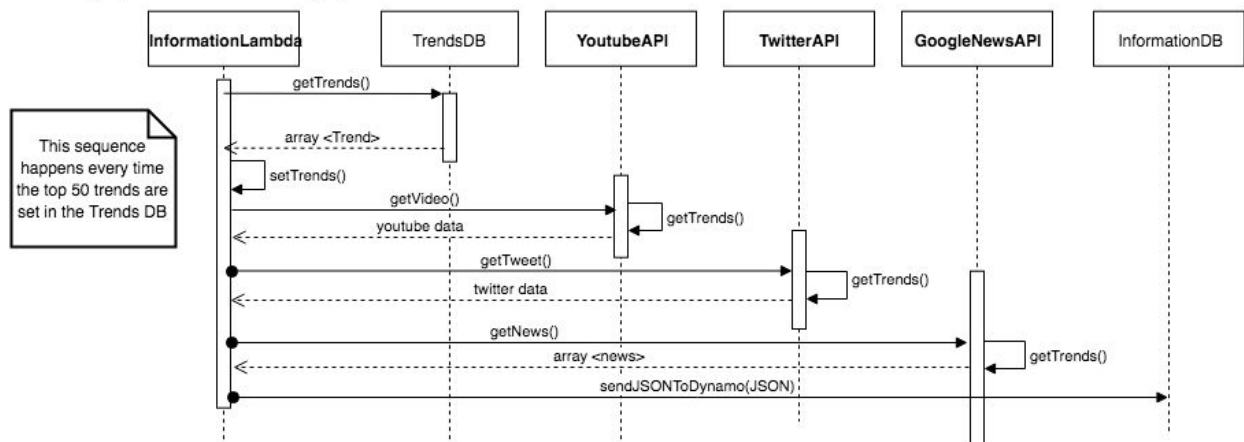 InformationLambda
TrendsDB
YoutubeAPI
TwitterAPI
GoogleNewsAPI
InformationDB
getTrends()
This sequence
happens every time
the top 50 trends are
set in the Trends DB
array <Trend>
setTrends()
getVideo()
getTrends()
youtube data
getTweet()
getTrends()
twitter data
getNews()
getTrends()
array <news>
sendJSONToDynamo(JSON)